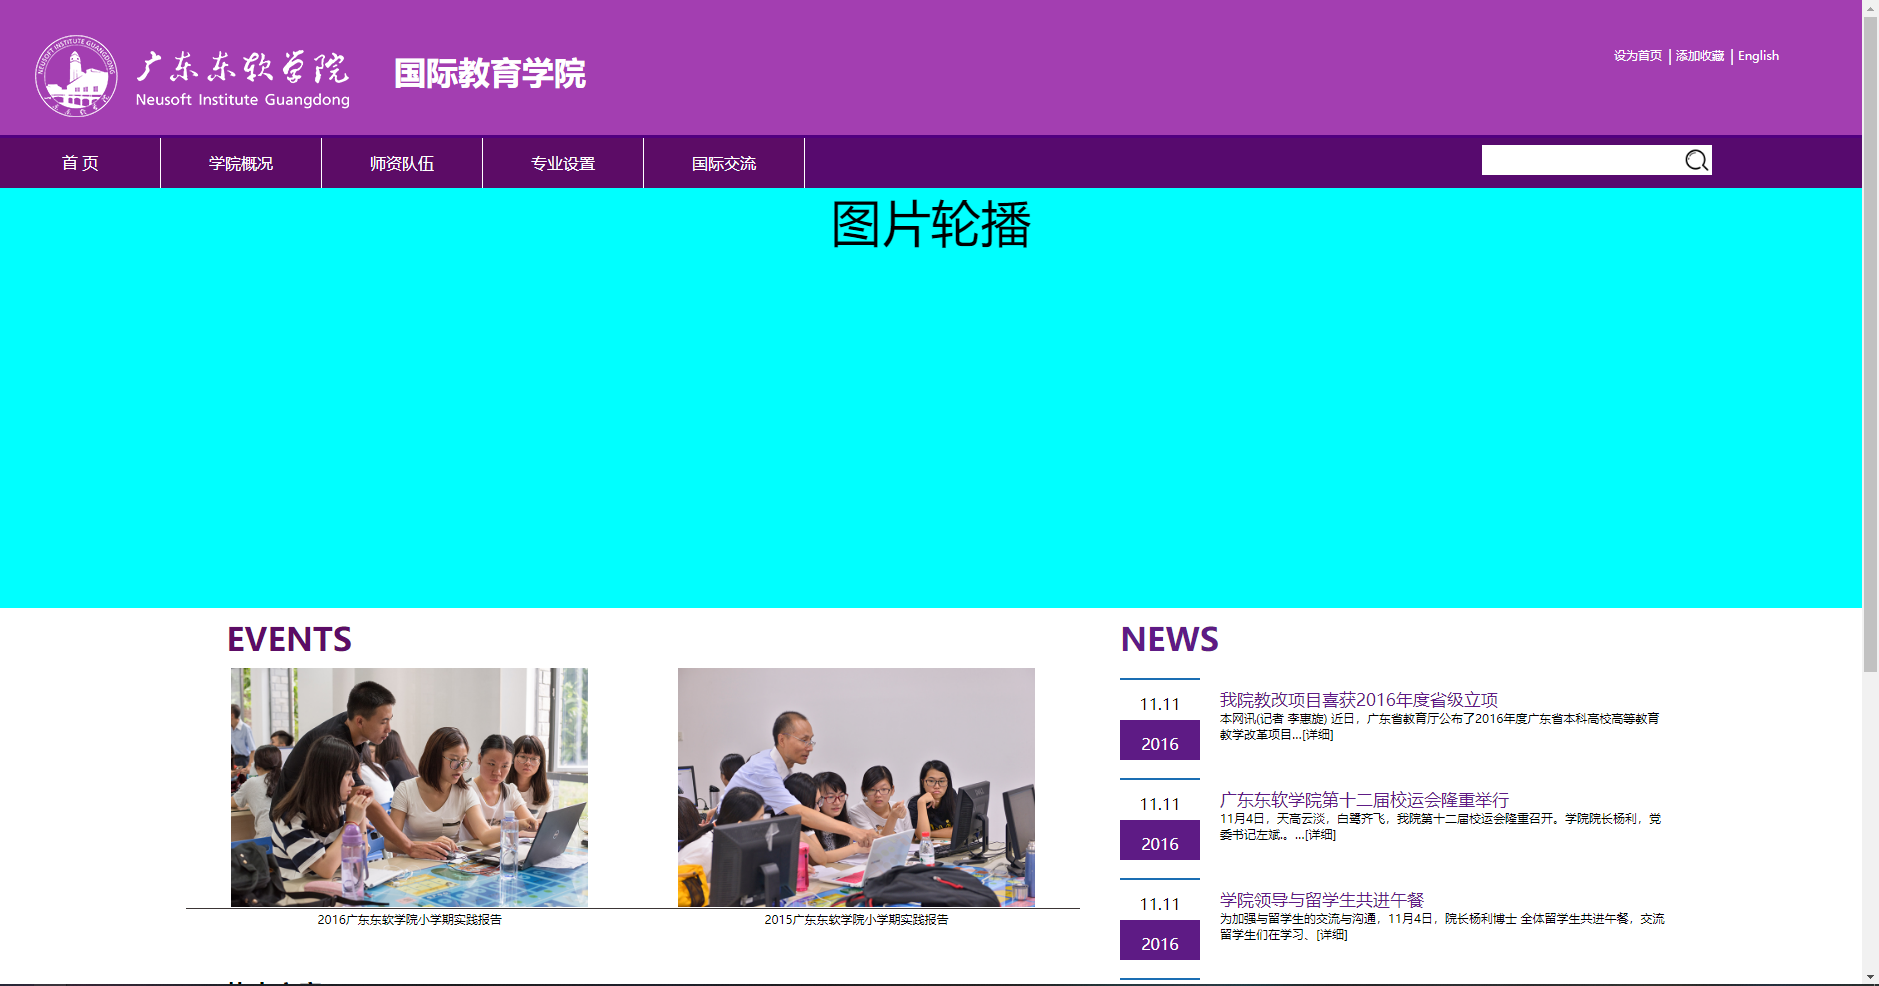 广东东软学院
Neusoft Institute Guangdong
国际教育学院
设为首页 | 添加收藏 | English
首 页
学院概况
师资队伍
专业设置
国际交流
图片轮播
EVENTS
2016广东东软学院小学期实践报告
2015广东东软学院小学期实践报告
NEWS
11.11
2016
我院教改项目喜获2016年度省级立项
本网讯(记者 李惠旋) 近日，广东省教育厅公布了2016年度广东省本科高校高等教育
教学改革项目...[详细]
11.11
2016
广东东软学院第十二届校运会隆重举行
11月4日，天高云淡，白鹭齐飞，我院第十二届校运会隆重召开。学院院长杨利，党
委书记左斌。...[详细]
11.11
2016
学院领导与留学生共进午餐
为加强与留学生的交流与沟通，11月4日，院长杨利博士 全体留学生共进午餐，交流
留学生们在学习、[详细]